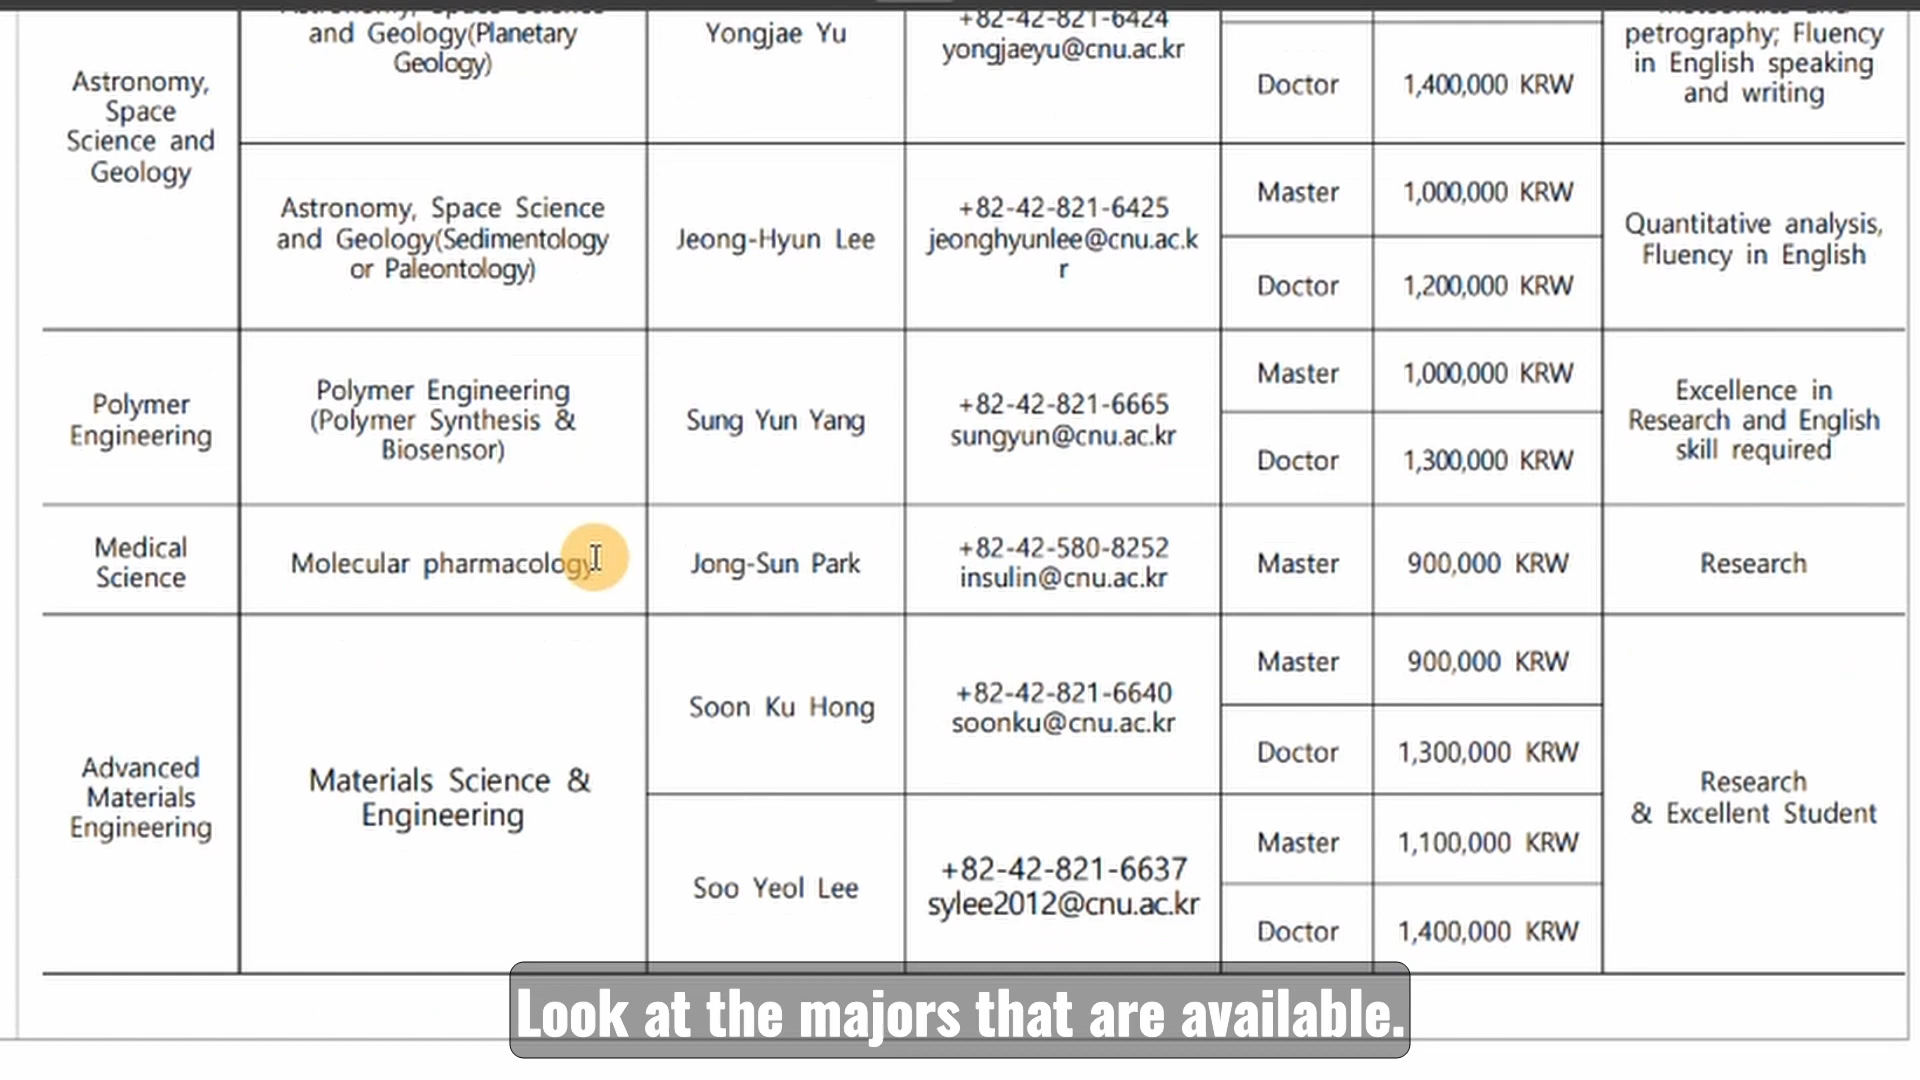 and Geology(Planetary
Geology)
Yongjae Yu
+82-42-821-6424
yongjaeyu@cnu.ac.kr
Doctor
1,400,000 KRW
petrography; Fluency
in English speaking
and writing
Astronomy,
Space
Science and
Geology
Astronomy, Space Science
and Geology(Sedimentology
or Paleontology)
Jeong-Hyun Lee
+82-42-821-6425
jeonghyunlee@cnu.ac.k
r
Master
1,000,000 KRW
Doctor
1,200,000 KRW
Quantitative analysis,
Fluency in English
Polymer
Engineering
Polymer Engineering
(Polymer Synthesis &
Biosensor)
Sung Yun Yang
+82-42-821-6665
sungyun@cnu.ac.kr
Master
1,000,000 KRW
Doctor
1,300,000 KRW
Excellence in
Research and English
skill required
Medical
Science
Molecular pharmacology
Jong-Sun Park
+82-42-580-8252
insulin@cnu.ac.kr
Master
900,000 KRW
Research
Advanced
Materials
Engineering
Materials Science &
Engineering
Soon Ku Hong
+82-42-821-6640
soonku@cnu.ac.kr
Master
900,000 KRW
Doctor
1,300,000 KRW
Soo Yeol Lee
+82-42-821-6637
sylee2012@cnu.ac.kr
Master
1,100,000 KRW
Doctor
1,400,000 KRW
Research
& Excellent Student
Look at the majors that are available.